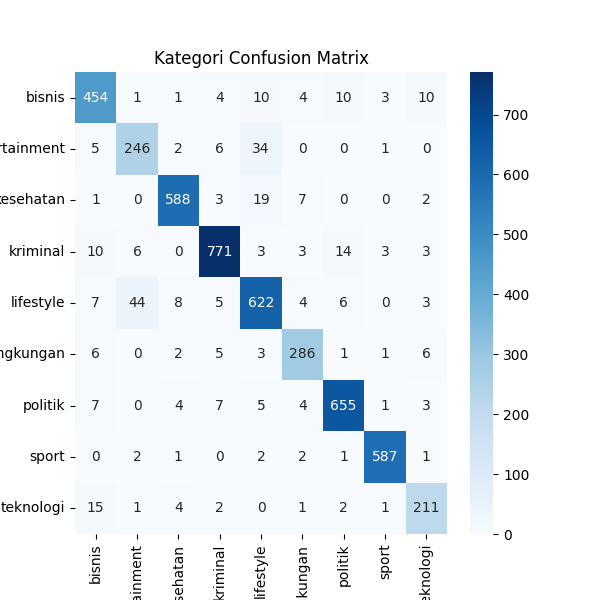 Kategori Confusion Matrix
bisnis 454 1 1 4 10 4 10 3 10
rtainment 5 246 2 6 34 0 0 1 0
kesehatan 1 0 588 3 19 7 0 0 2
kriminal 10 6 0 771 3 3 14 3 3
lifestyle 7 44 8 5 622 4 6 0 3
ngkungan 6 0 2 5 3 286 1 1 6
politik 7 0 4 7 5 4 655 1 3
sport 0 2 1 0 2 2 1 587 1
teknologi 15 1 4 2 0 1 2 1 211
bisnis
ainment
sehatan
kriminal
lifestyle
kungan
politik
sport
eknologi
700
600
500
400
300
200
100
0